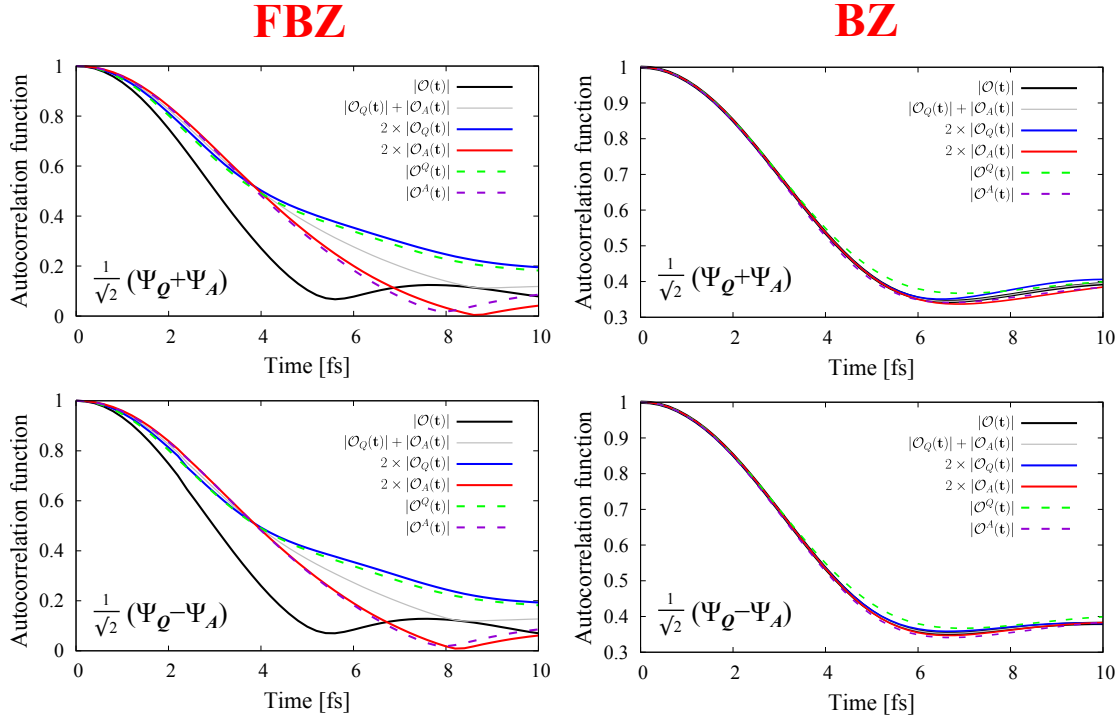 FBZ
BZ
Autocorrelation function
1
0.8
0.6
0.4
0.2
0
|𝒪(t)|
|𝒪_Q(t)| + |𝒪_A(t)|
2 × |𝒪_Q(t)|
2 × |𝒪_A(t)|
|𝒪^Q(t)|
|𝒪^A(t)|
1/√2 (Ψ_Q+Ψ_A)
0 2 4 6 8 10
Time [fs]
Autocorrelation function
1
0.9
0.8
0.7
0.6
0.5
0.4
0.3
|𝒪(t)|
|𝒪_Q(t)| + |𝒪_A(t)|
2 × |𝒪_Q(t)|
2 × |𝒪_A(t)|
|𝒪^Q(t)|
|𝒪^A(t)|
1/√2 (Ψ_Q+Ψ_A)
0 2 4 6 8 10
Time [fs]
Autocorrelation function
1
0.8
0.6
0.4
0.2
0
|𝒪(t)|
|𝒪_Q(t)| + |𝒪_A(t)|
2 × |𝒪_Q(t)|
2 × |𝒪_A(t)|
|𝒪^Q(t)|
|𝒪^A(t)|
1/√2 (Ψ_Q−Ψ_A)
0 2 4 6 8 10
Time [fs]
Autocorrelation function
1
0.9
0.8
0.7
0.6
0.5
0.4
0.3
|𝒪(t)|
|𝒪_Q(t)| + |𝒪_A(t)|
2 × |𝒪_Q(t)|
2 × |𝒪_A(t)|
|𝒪^Q(t)|
|𝒪^A(t)|
1/√2 (Ψ_Q−Ψ_A)
0 2 4 6 8 10
Time [fs]